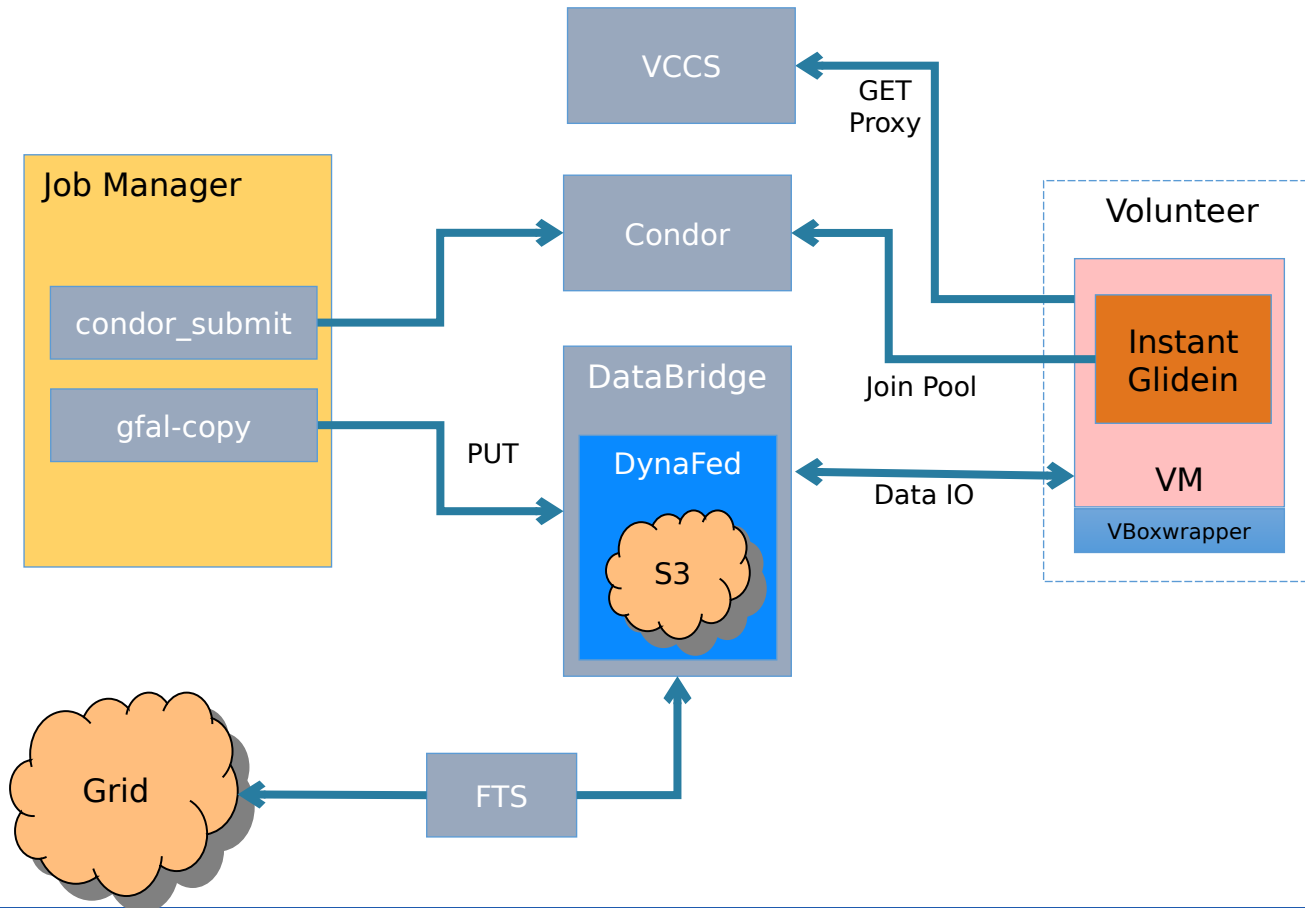 VCCS
GET
Proxy
Job Manager
Condor
Volunteer
condor_submit
Instant
Glidein
DataBridge
Join Pool
gfal-copy
PUT
DynaFed
VM
Data IO
VBoxwrapper
S3
Grid
FTS